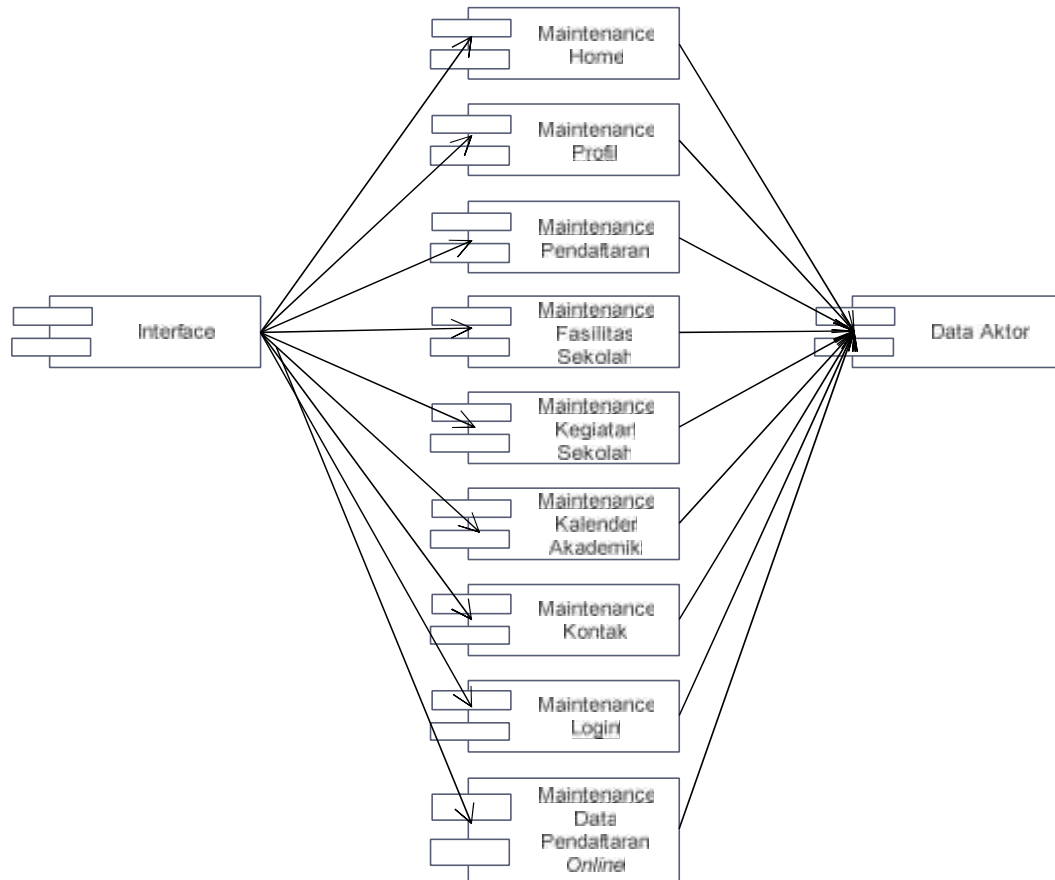 Maintenance
Home
Maintenance
Profil
Maintenance
Pendaftaran
Interface
Maintenance
Fasilitas
Sekolah
Data Aktor
Maintenance
Kegiatan
Sekolah
Maintenance
Kalender
Akademik
Maintenance
Kontak
Maintenance
Login
Maintenance
Data
Pendaftaran
Online